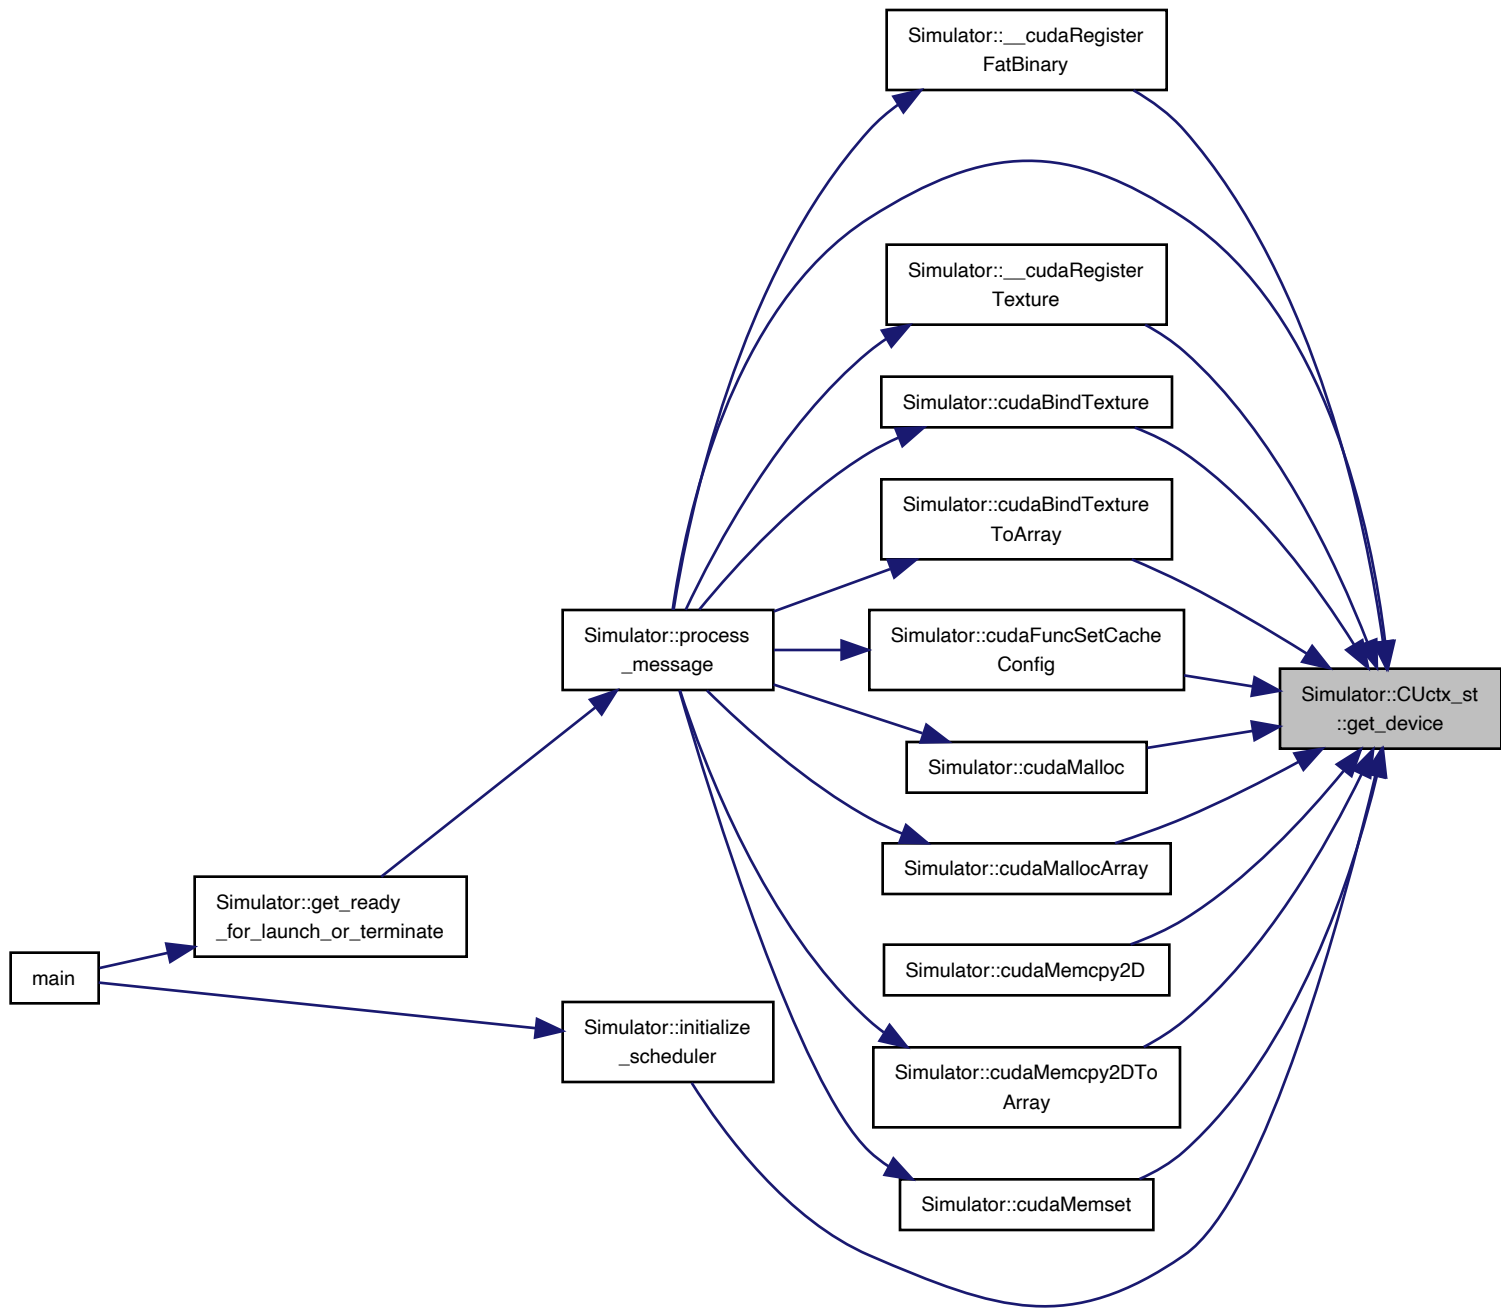 Simulator::__cudaRegister
FatBinary
Simulator::__cudaRegister
Texture
Simulator::cudaBindTexture
Simulator::cudaBindTexture
ToArray
Simulator::process
_message
Simulator::cudaFuncSetCache
Config
Simulator::CUctx_st
::get_device
Simulator::cudaMalloc
Simulator::cudaMallocArray
Simulator::get_ready
_for_launch_or_terminate
main
Simulator::cudaMemcpy2D
Simulator::initialize
_scheduler
Simulator::cudaMemcpy2DTo
Array
Simulator::cudaMemset